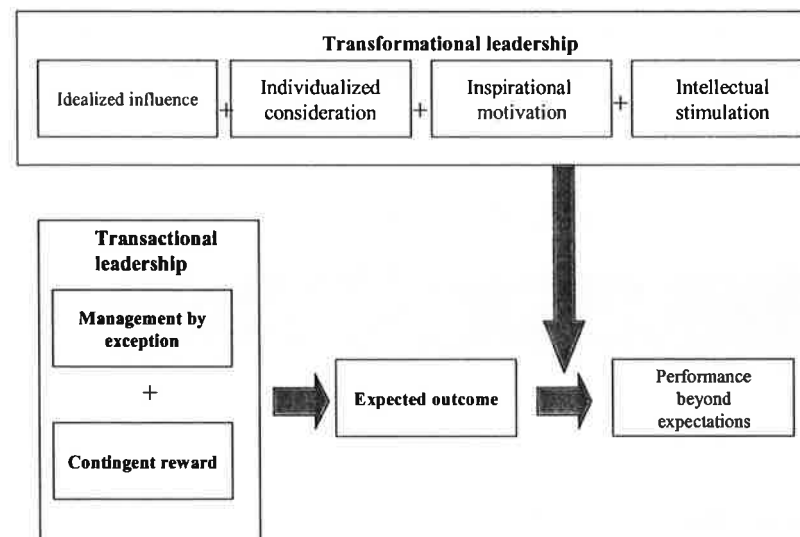 Transformational leadership
Idealized influence
+
Individualized
consideration
+
Inspirational
motivation
+
Intellectual
stimulation
Transactional
leadership
Management by
exception
+
Contingent reward
Expected outcome
Performance
beyond
expectations